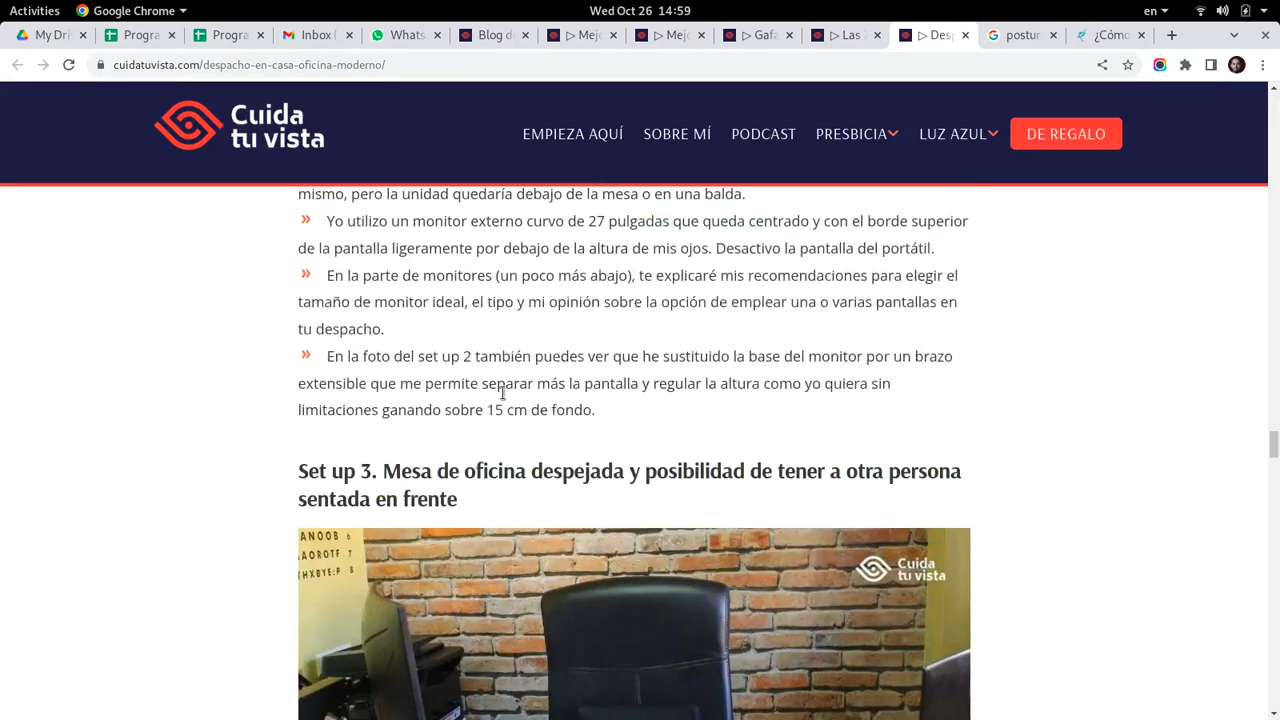 Activities
Google Chrome
Wed Oct 26 14:59
en
My Dri
Progra
Progra
Inbox (
Whats
Blog d
▷ Mejo
▷ Mejo
▷ Gafa
▷ Las
▷ Desp
postur
¿Cómo
cuidatuvista.com/despacho-en-casa-oficina-moderno/
Cuida
tu vista
EMPIEZA AQUÍ
SOBRE MÍ
PODCAST
PRESBICIA
LUZ AZUL
DE REGALO
mismo, pero la unidad quedaría debajo de la mesa o en una balda.
» Yo utilizo un monitor externo curvo de 27 pulgadas que queda centrado y con el borde superior
de la pantalla ligeramente por debajo de la altura de mis ojos. Desactivo la pantalla del portátil.
» En la parte de monitores (un poco más abajo), te explicaré mis recomendaciones para elegir el
tamaño de monitor ideal, el tipo y mi opinión sobre la opción de emplear una o varias pantallas en
tu despacho.
» En la foto del set up 2 también puedes ver que he sustituido la base del monitor por un brazo
extensible que me permite separar más la pantalla y regular la altura como yo quiera sin
limitaciones ganando sobre 15 cm de fondo.
Set up 3. Mesa de oficina despejada y posibilidad de tener a otra persona
sentada en frente
ANOOB 6
AAOROTF 7
THXBYE:P 8
Cuida
tu vista